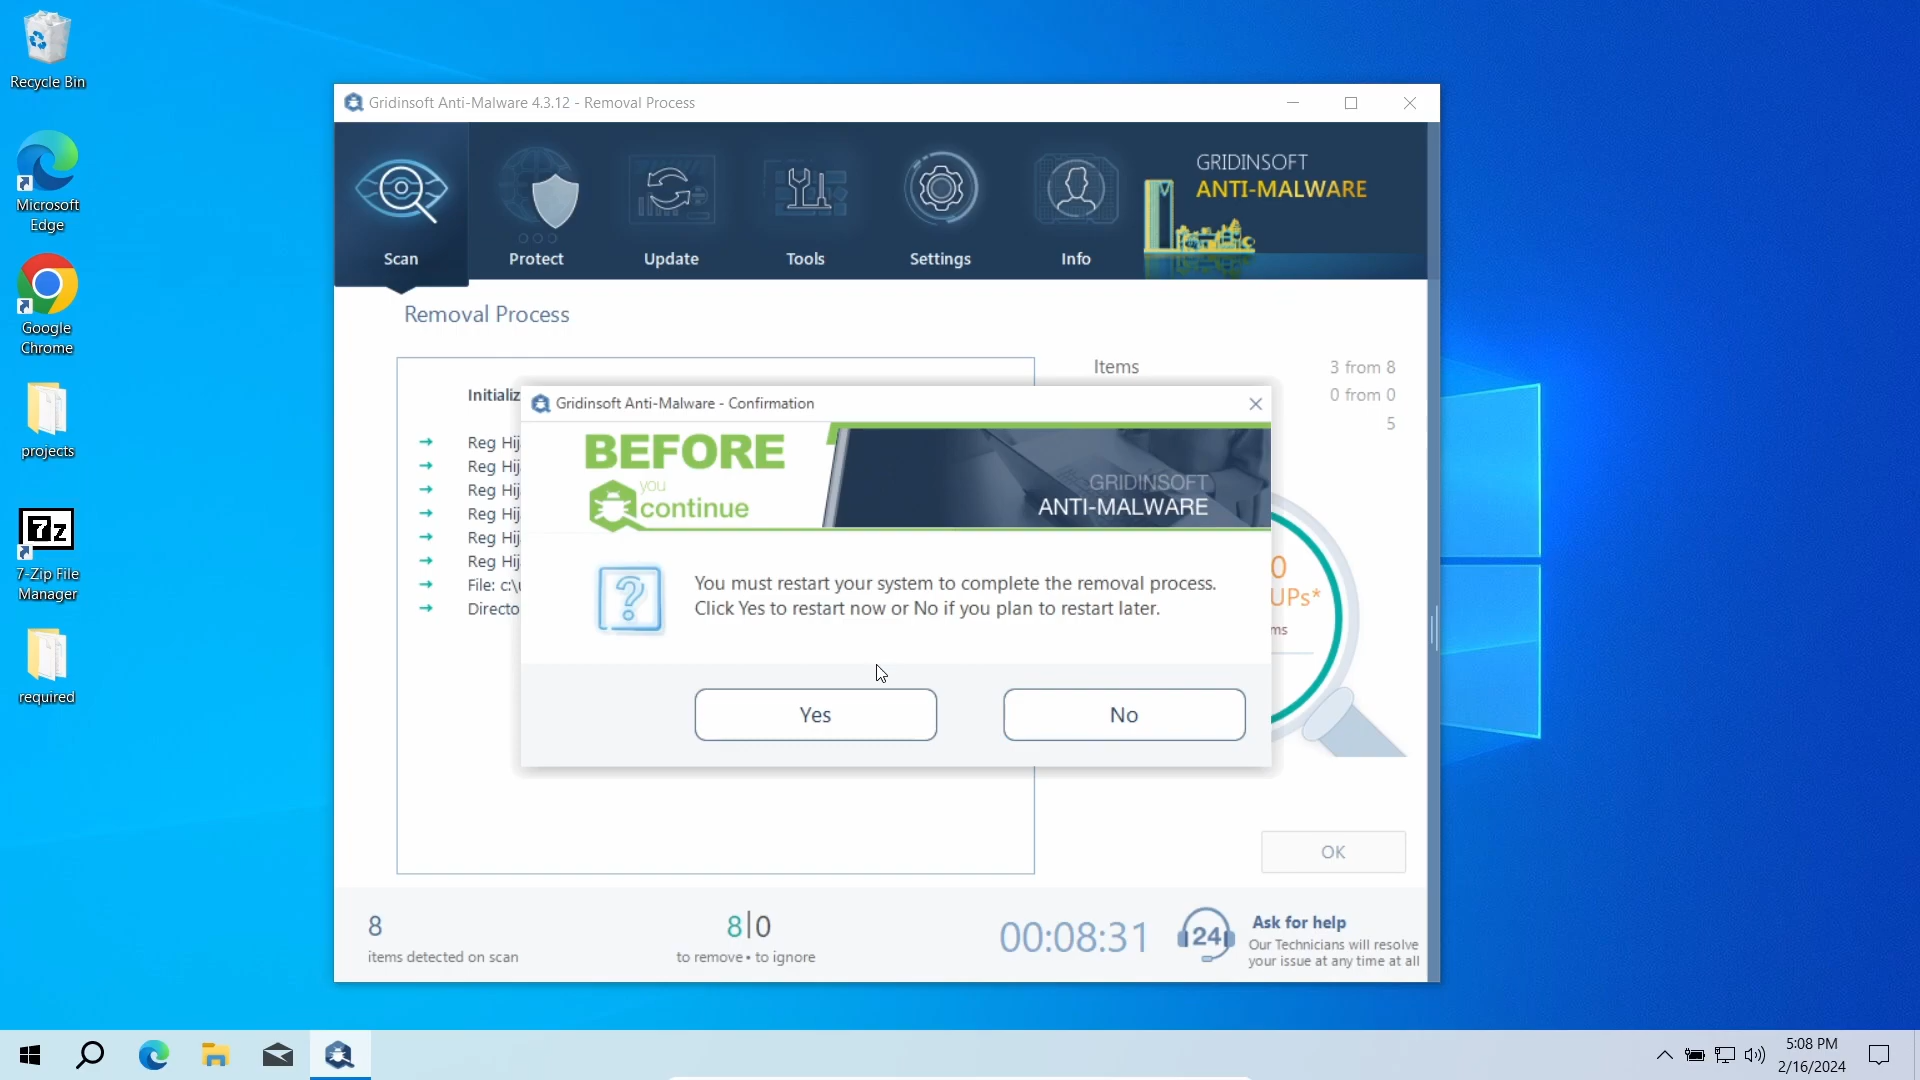 Recycle Bin
Microsoft
Edge
Google
Chrome
projects
7z
7-Zip File
Manager
required
Gridinsoft Anti-Malware 4.3.12 - Removal Process
Scan
Protect
Update
Tools
Settings
Info
GRIDINSOFT
ANTI-MALWARE
Removal Process
Initializ
Reg Hij
Reg Hij
Reg Hij
Reg Hij
Reg Hij
Reg Hij
File: c:\u
Directo
Items
3 from 8
0 from 0
5
Gridinsoft Anti-Malware - Confirmation
BEFORE
you
continue
GRIDINSOFT
ANTI-MALWARE
You must restart your system to complete the removal process.
Click Yes to restart now or No if you plan to restart later.
Yes
No
0
UPs*
ms
OK
8
items detected on scan
8|0
to remove • to ignore
00:08:31
24
Ask for help
Our Technicians will resolve
your issue at any time at all
5:08 PM
2/16/2024